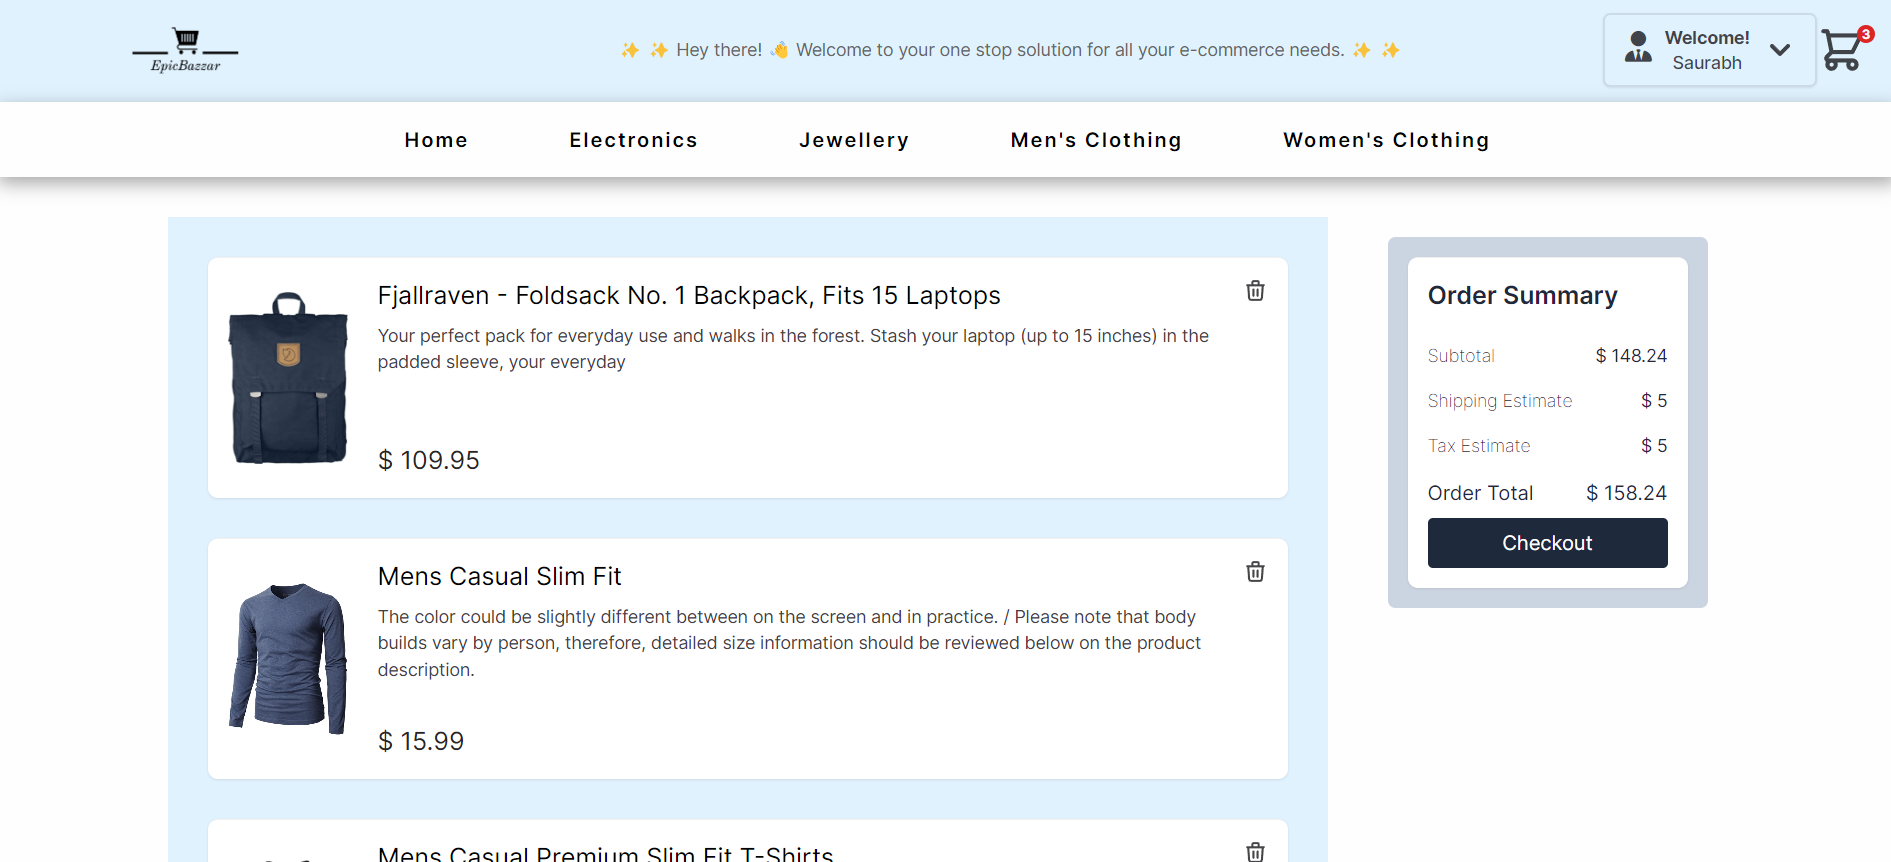 EpicBazzar
✨ ✨ Hey there! 👋 Welcome to your one stop solution for all your e-commerce needs. ✨ ✨
Welcome!
Saurabh
3
Home Electronics Jewellery Men's Clothing Women's Clothing
Fjallraven - Foldsack No. 1 Backpack, Fits 15 Laptops
Your perfect pack for everyday use and walks in the forest. Stash your laptop (up to 15 inches) in the
padded sleeve, your everyday
$ 109.95
Mens Casual Slim Fit
The color could be slightly different between on the screen and in practice. / Please note that body
builds vary by person, therefore, detailed size information should be reviewed below on the product
description.
$ 15.99
Mens Casual Premium Slim Fit T-Shirts
Order Summary
Subtotal $ 148.24
Shipping Estimate $ 5
Tax Estimate $ 5
Order Total $ 158.24
Checkout